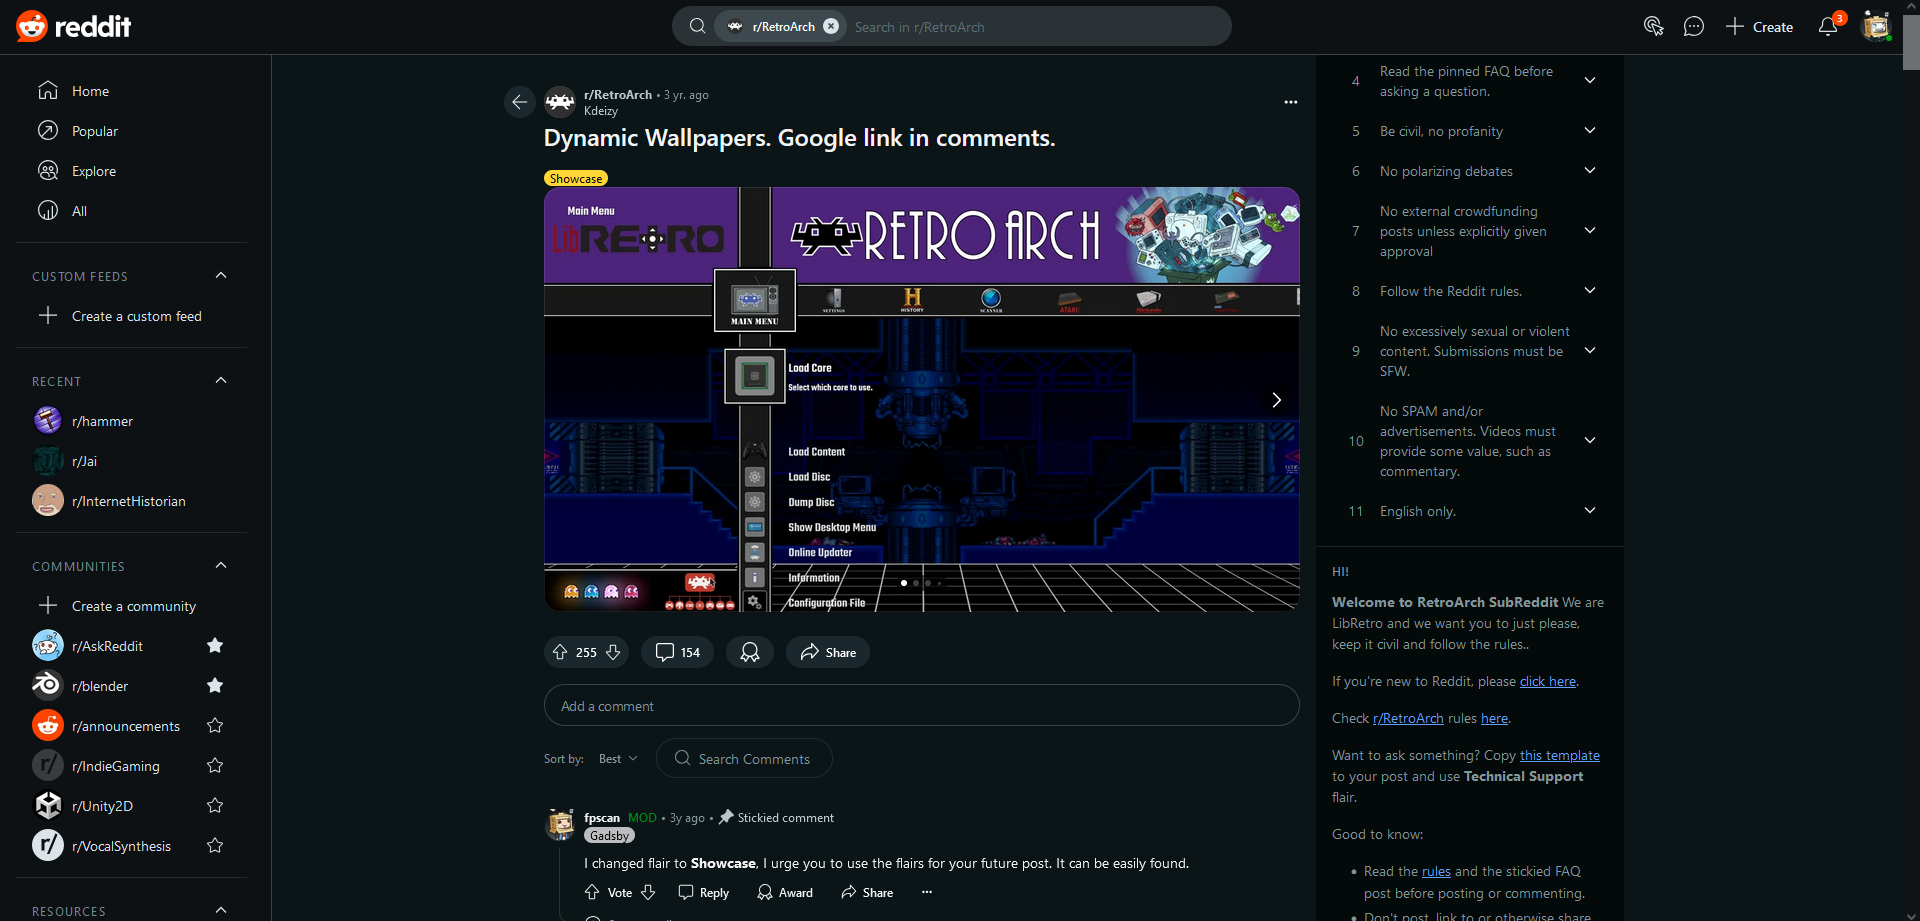 reddit
r/RetroArch
Search in r/RetroArch
Create
3
Home
Popular
Explore
All
CUSTOM FEEDS
Create a custom feed
RECENT
r/hammer
r/Jai
r/InternetHistorian
COMMUNITIES
Create a community
r/AskReddit
r/blender
r/announcements
r/IndieGaming
r/Unity2D
r/VocalSynthesis
RESOURCES
r/RetroArch • 3 yr. ago
Kdeizy
Dynamic Wallpapers. Google link in comments.
Showcase
Main Menu
LibRETRO
RETROARCH
MAIN MENU
SETTINGS
HISTORY
SCANNER
ATARI
Nintendo
Load Core
Select which core to use.
Load Content
Load Disc
Dump Disc
Show Desktop Menu
Online Updater
Information
Configuration File
255
154
Share
Add a comment
Sort by: Best
Search Comments
fpscan MOD • 3y ago • Stickied comment
Gadsby
I changed flair to Showcase, I urge you to use the flairs for your future post. It can be easily found.
Vote Reply Award Share
4 Read the pinned FAQ before
asking a question.
5 Be civil, no profanity
6 No polarizing debates
7 No external crowdfunding
posts unless explicitly given
approval
8 Follow the Reddit rules.
9 No excessively sexual or violent
content. Submissions must be
SFW.
10 No SPAM and/or
advertisements. Videos must
provide some value, such as
commentary.
11 English only.
HI!
Welcome to RetroArch SubReddit We are
LibRetro and we want you to just please,
keep it civil and follow the rules..
If you're new to Reddit, please click here.
Check r/RetroArch rules here.
Want to ask something? Copy this template
to your post and use Technical Support
flair.
Good to know:
• Read the rules and the stickied FAQ
post before posting or commenting.
• Don't post, link to or otherwise share